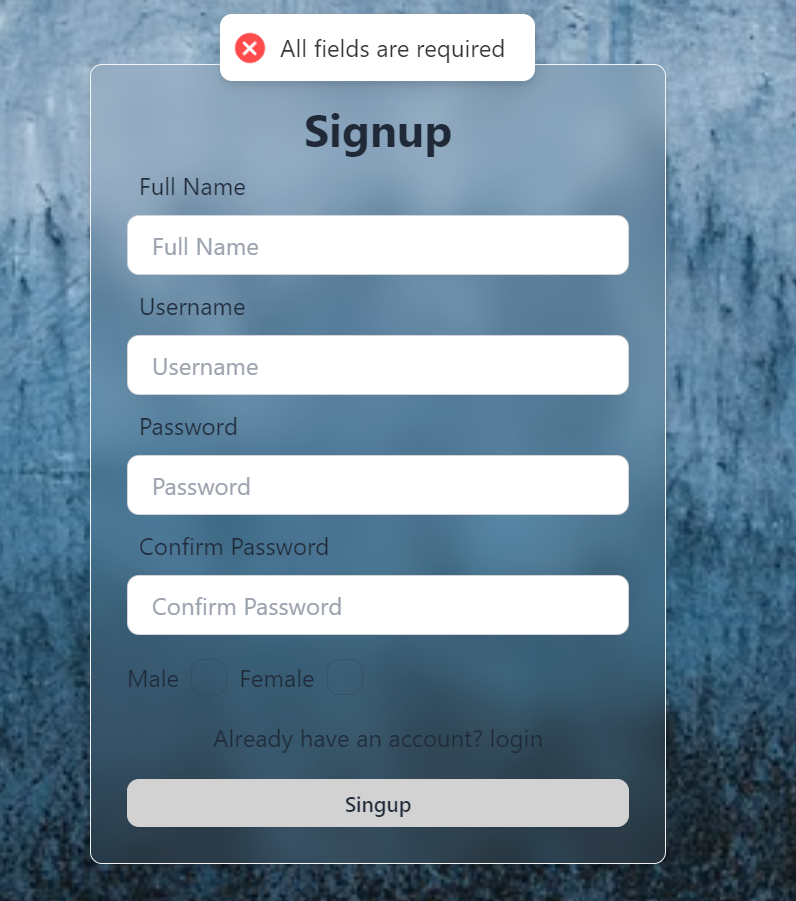 All fields are required
Signup
Full Name
Full Name
Username
Username
Password
Password
Confirm Password
Confirm Password
Male Female
Already have an account? login
Singup